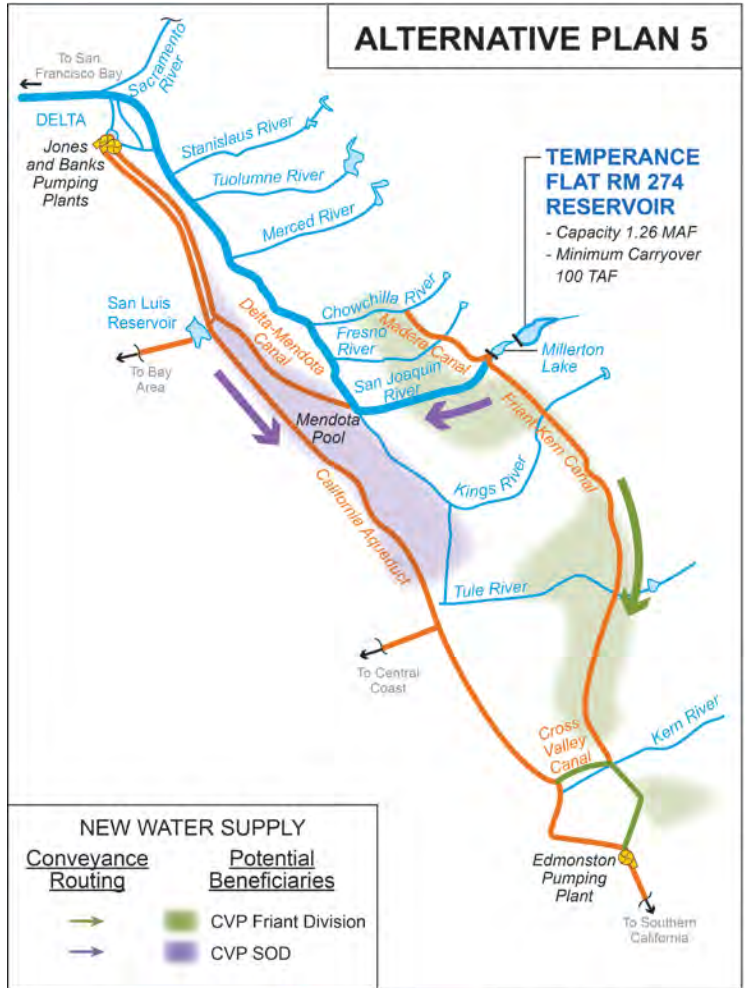 ALTERNATIVE PLAN 5
To San
Francisco Bay
Sacramento
River
DELTA
Jones
and Banks
Pumping
Plants
Stanislaus River
Tuolumne River
Merced River
TEMPERANCE
FLAT RM 274
RESERVOIR
- Capacity 1.26 MAF
- Minimum Carryover
100 TAF
San Luis
Reservoir
To Bay
Area
Delta-Mendota
Canal
Chowchilla River
Fresno
River
Madera Canal
San Joaquin
River
Millerton
Lake
Mendota
Pool
Friant-Kern Canal
Kings River
California Aqueduct
Tule River
To Central
Coast
Cross
Valley
Canal
Kern River
Edmonston
Pumping
Plant
To Southern
California
NEW WATER SUPPLY
Conveyance
Routing
Potential
Beneficiaries
CVP Friant Division
CVP SOD